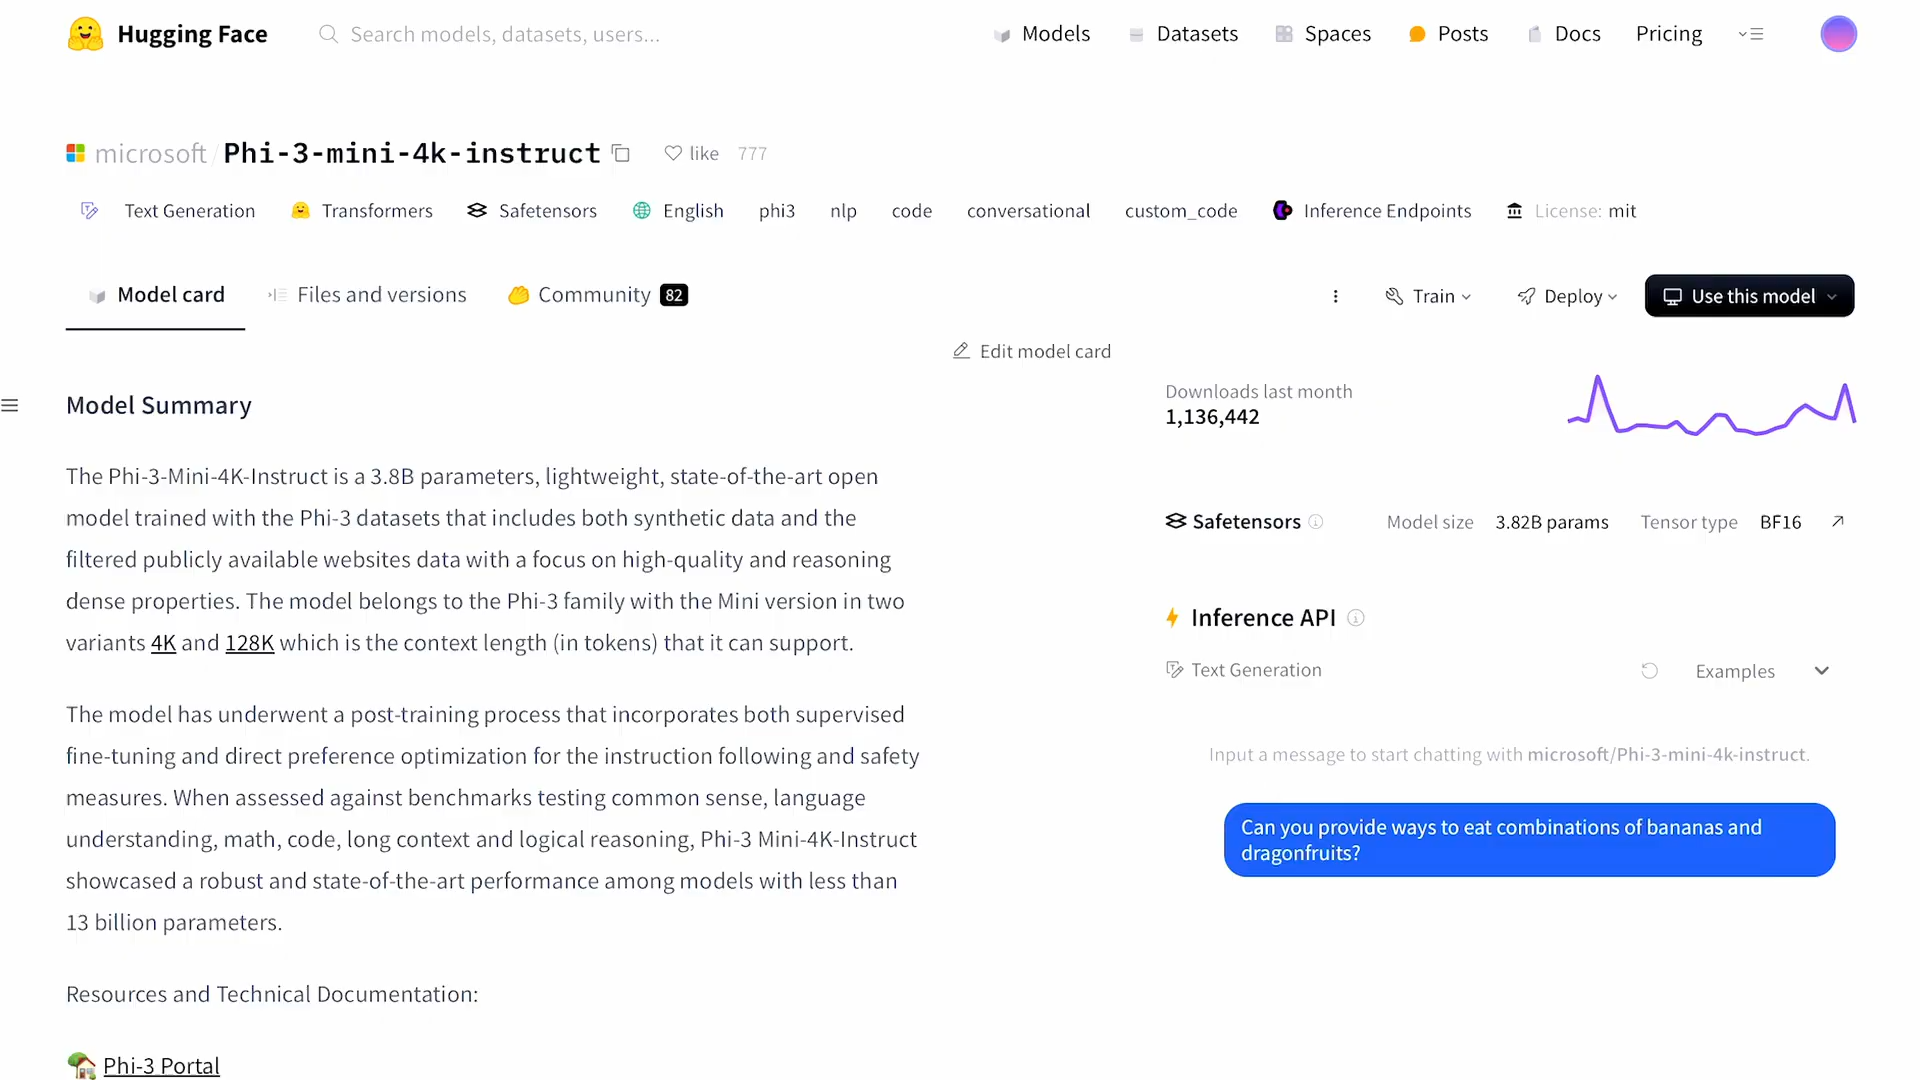 Hugging Face
Search models, datasets, users...
Models
Datasets
Spaces
Posts
Docs
Pricing
microsoft/Phi-3-mini-4k-instruct
like 777
Text Generation
Transformers
Safetensors
English
phi3
nlp
code
conversational
custom_code
Inference Endpoints
License: mit
Model card
Files and versions
Community 82
Train
Deploy
Use this model
Edit model card
Model Summary
The Phi-3-Mini-4K-Instruct is a 3.8B parameters, lightweight, state-of-the-art open
model trained with the Phi-3 datasets that includes both synthetic data and the
filtered publicly available websites data with a focus on high-quality and reasoning
dense properties. The model belongs to the Phi-3 family with the Mini version in two
variants 4K and 128K which is the context length (in tokens) that it can support.
The model has underwent a post-training process that incorporates both supervised
fine-tuning and direct preference optimization for the instruction following and safety
measures. When assessed against benchmarks testing common sense, language
understanding, math, code, long context and logical reasoning, Phi-3 Mini-4K-Instruct
showcased a robust and state-of-the-art performance among models with less than
13 billion parameters.
Resources and Technical Documentation:
Phi-3 Portal
Downloads last month
1,136,442
Safetensors
Model size 3.82B params
Tensor type BF16
Inference API
Text Generation
Examples
Input a message to start chatting with microsoft/Phi-3-mini-4k-instruct.
Can you provide ways to eat combinations of bananas and
dragonfruits?